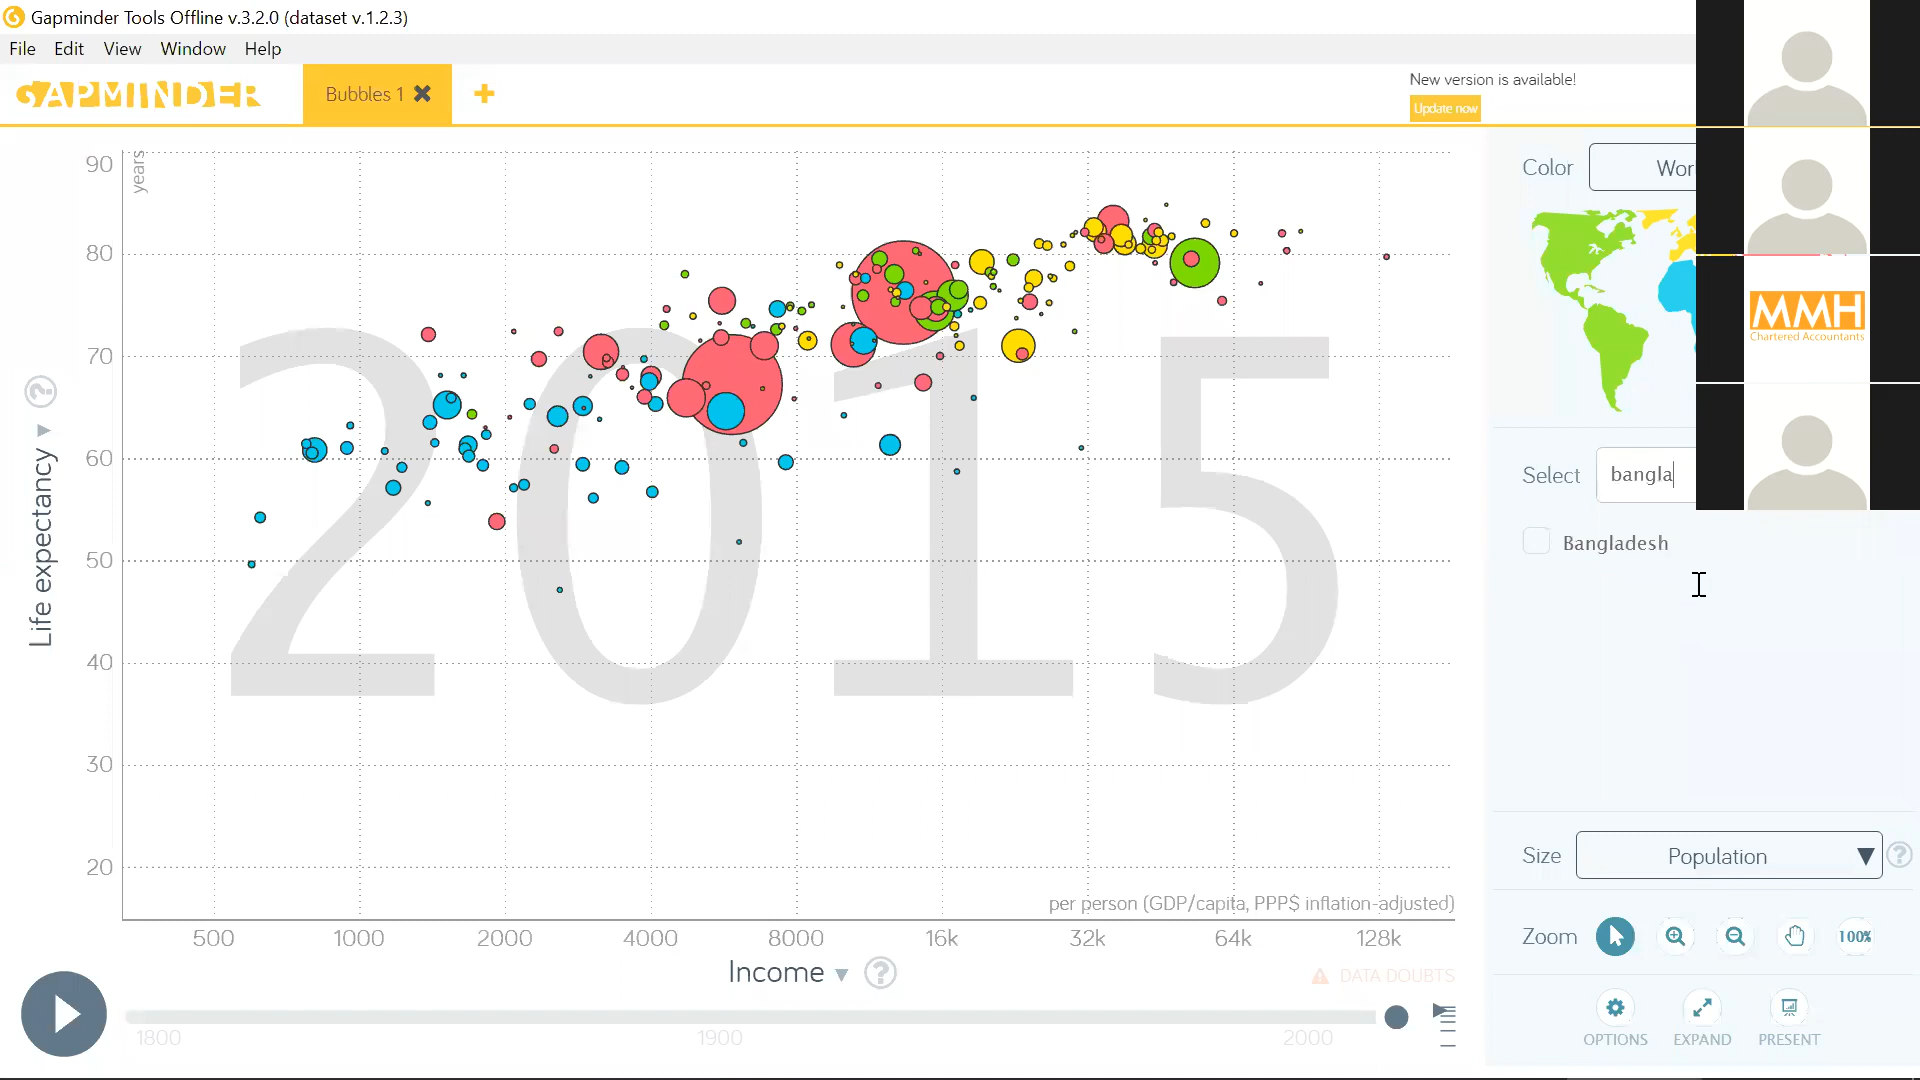 Gapminder Tools Offline v.3.2.0 (dataset v.1.2.3)
File Edit View Window Help
GAPMINDER
Bubbles 1
New version is available!
Update now
Color
Worl
MMH
Chartered Accountants
Select
bangla
Bangladesh
Size
Population
Zoom
100%
OPTIONS EXPAND PRESENT
2015
years
90
80
70
60
50
40
30
20
Life expectancy
per person (GDP/capita, PPP$ inflation-adjusted)
500 1000 2000 4000 8000 16k 32k 64k 128k
Income
DATA DOUBTS
1800 1900 2000